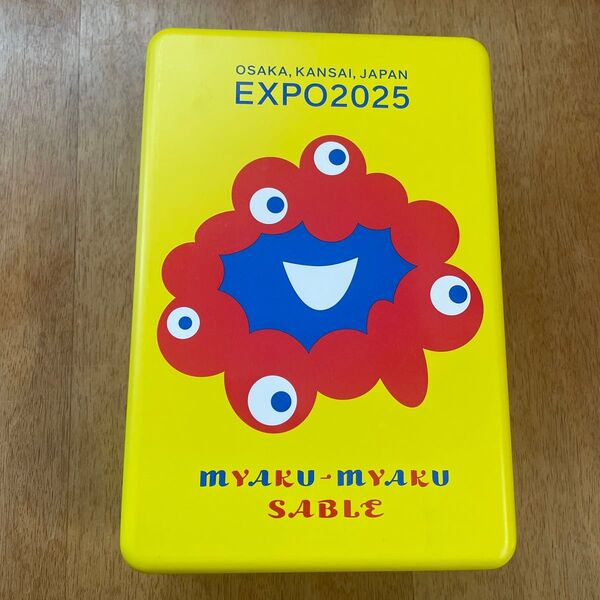 OSAKA, KANSAI, JAPAN
EXPO2025
MYAKU-MYAKU
SABLE